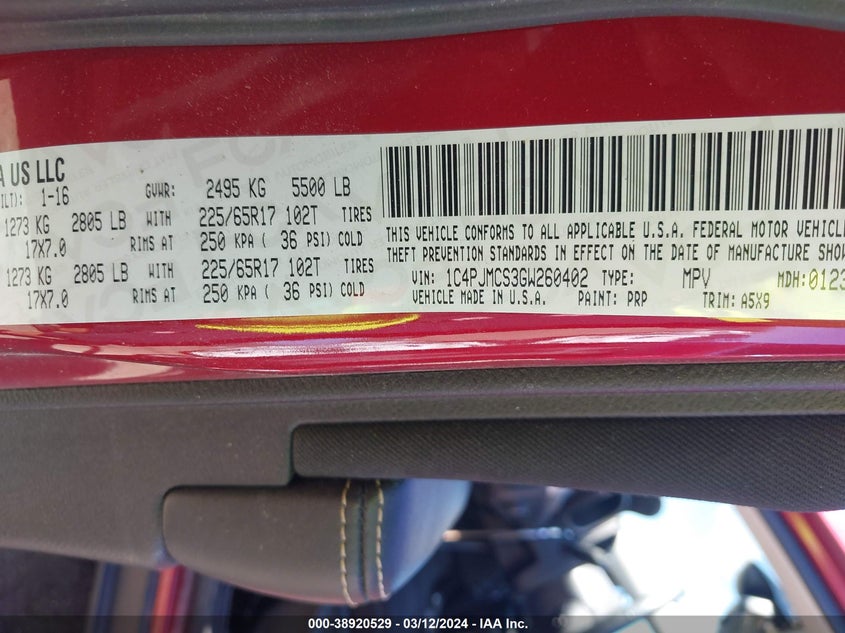 A US LLC
ILT): 1-16 GVWR: 2495 KG 5500 LB
1273 KG 2805 LB WITH 225/65R17 102T TIRES
17X7.0 RIMS AT 250 KPA ( 36 PSI) COLD
1273 KG 2805 LB WITH 225/65R17 102T TIRES
17X7.0 RIMS AT 250 KPA ( 36 PSI) COLD
THIS VEHICLE CONFORMS TO ALL APPLICABLE U.S.A. FEDERAL MOTOR VEHICLE
THEFT PREVENTION STANDARDS IN EFFECT ON THE DATE OF MANUFACTURE SHOW
VIN: 1C4PJMCS3GW260402 TYPE: MPV MDH: 0123
VEHICLE MADE IN U.S.A. PAINT: PRP TRIM: A5X9
000-38920529 - 03/12/2024 - IAA Inc.